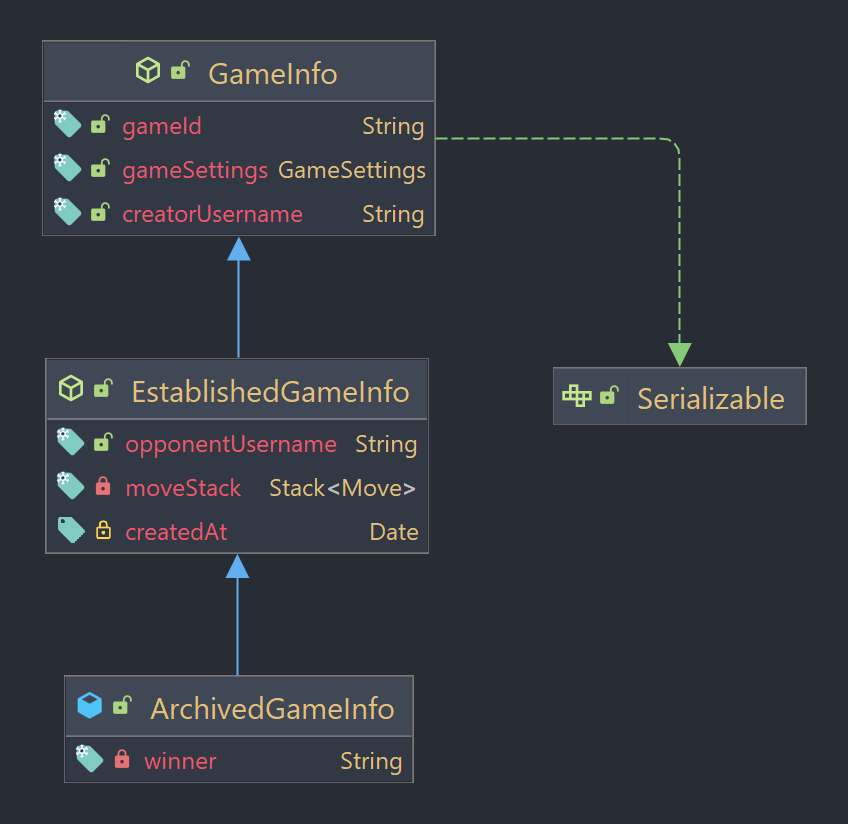 GameInfo
gameId String
gameSettings GameSettings
creatorUsername String
EstablishedGameInfo
opponentUsername String
moveStack Stack<Move>
createdAt Date
Serializable
ArchivedGameInfo
winner String